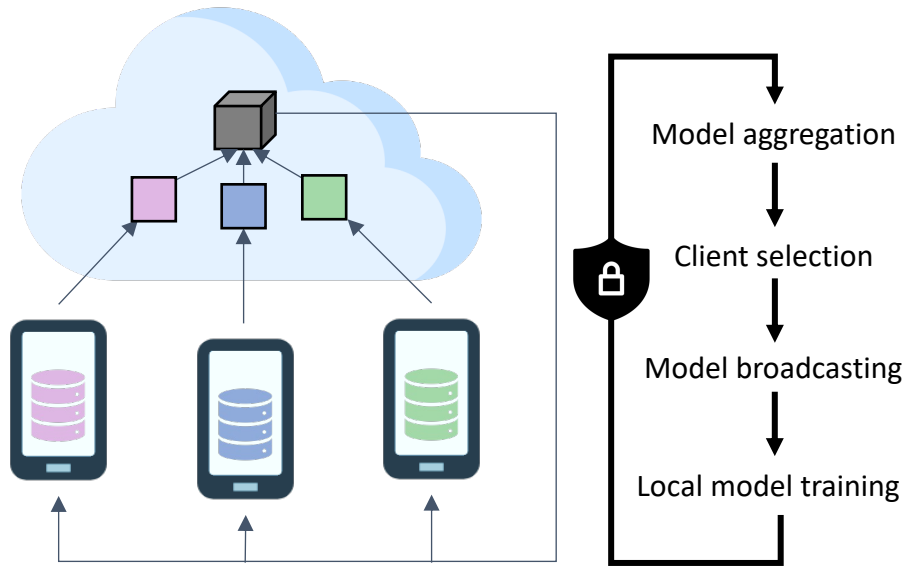 Model aggregation
Client selection
Model broadcasting
Local model training